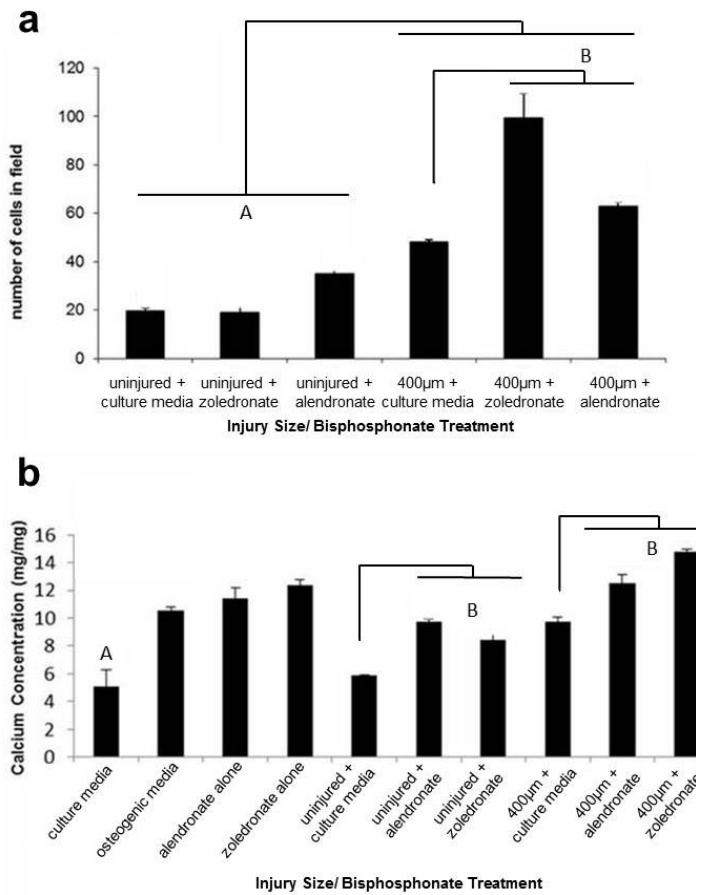 a
B
120
100
80
60
40
20
0
A
number of cells in field
uninjured + uninjured + uninjured + 400µm + 400µm + 400µm +
culture media zoledronate alendronate culture media zoledronate alendronate
Injury Size/ Bisphosphonate Treatment
b
16
14
12
10
8
6
4
2
0
Calcium Concentration (mg/mg)
A
B
B
culture media
osteogenic media
alendronate alone
zoledronate alone
uninjured +
culture media
uninjured +
alendronate
uninjured +
zoledronate
400µm +
culture media
400µm +
alendronate
400µm +
zoledronate
Injury Size/ Bisphosphonate Treatment